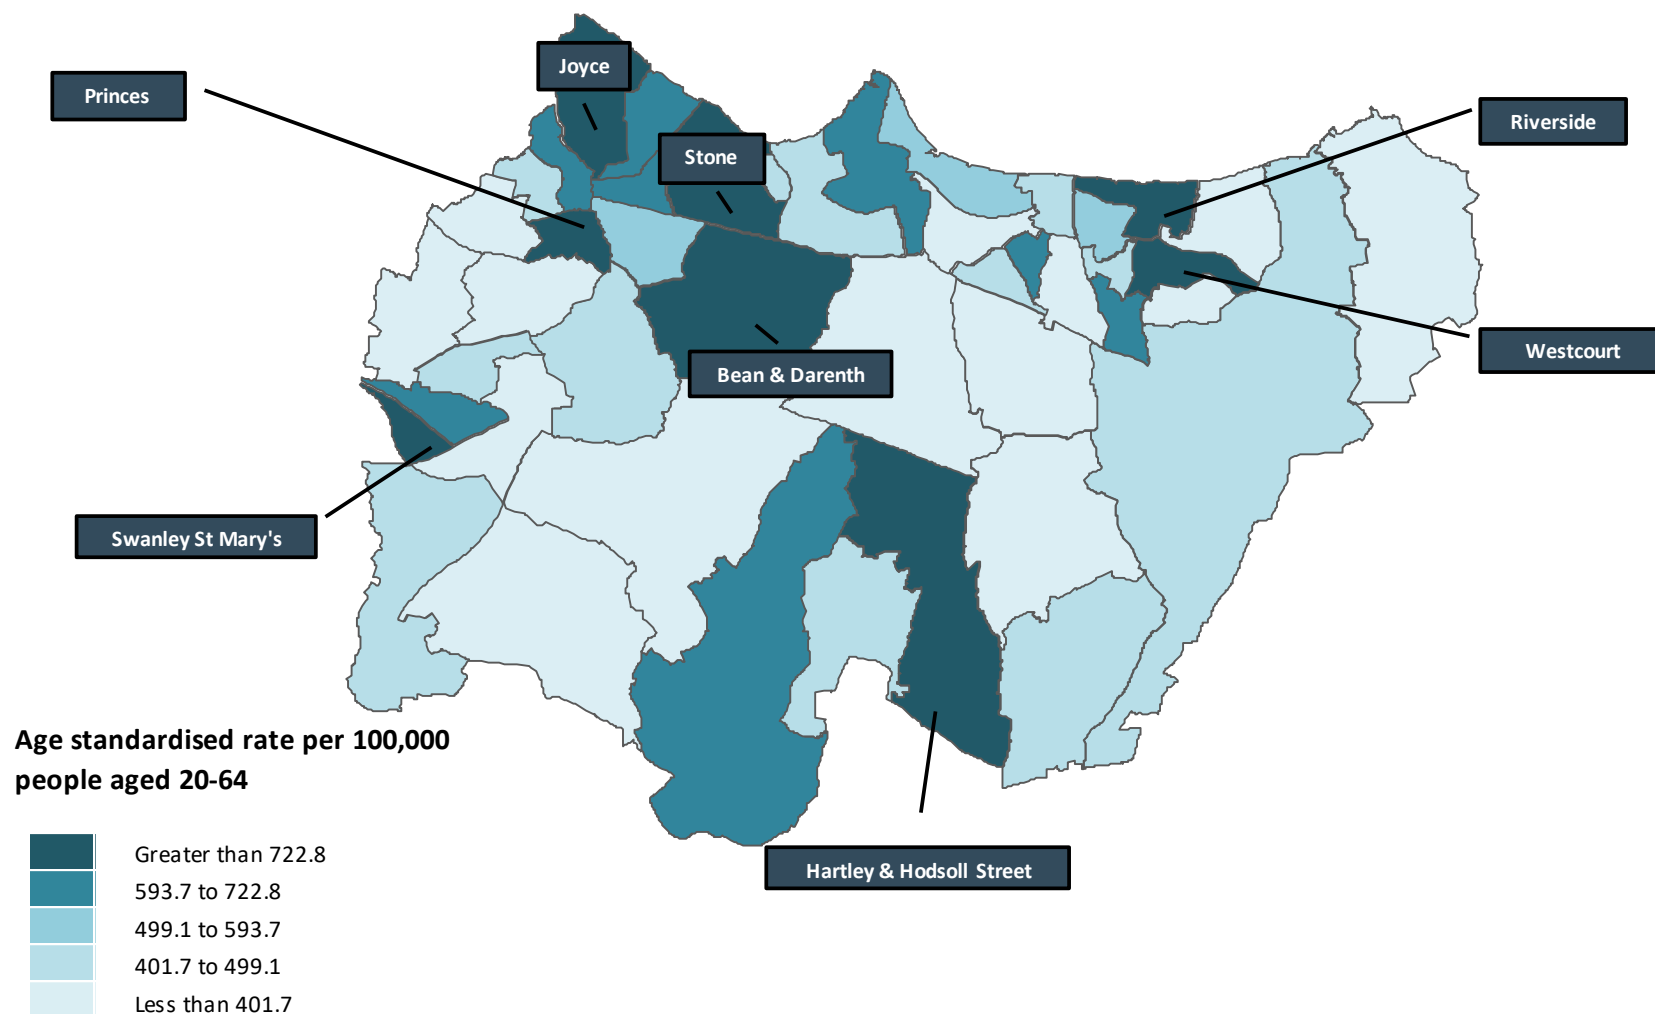 Joyce
Princes
Riverside
Stone
Westcourt
Bean & Darenth
Swanley St Mary's
Age standardised rate per 100,000
people aged 20-64
Greater than 722.8
593.7 to 722.8
499.1 to 593.7
401.7 to 499.1
Less than 401.7
Hartley & Hodsoll Street